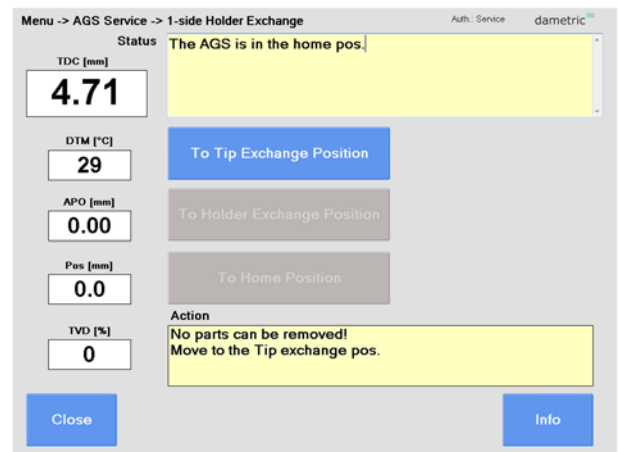 Menu -> AGS Service -> 1-side Holder Exchange
Auth.: Service
dametric
Status
The AGS is in the home pos.
TDC [mm]
4.71
DTM [°C]
29
To Tip Exchange Position
APO [mm]
0.00
To Holder Exchange Position
Pos [mm]
0.0
To Home Position
Action
No parts can be removed!
Move to the Tip exchange pos.
TVD [%]
0
Close
Info